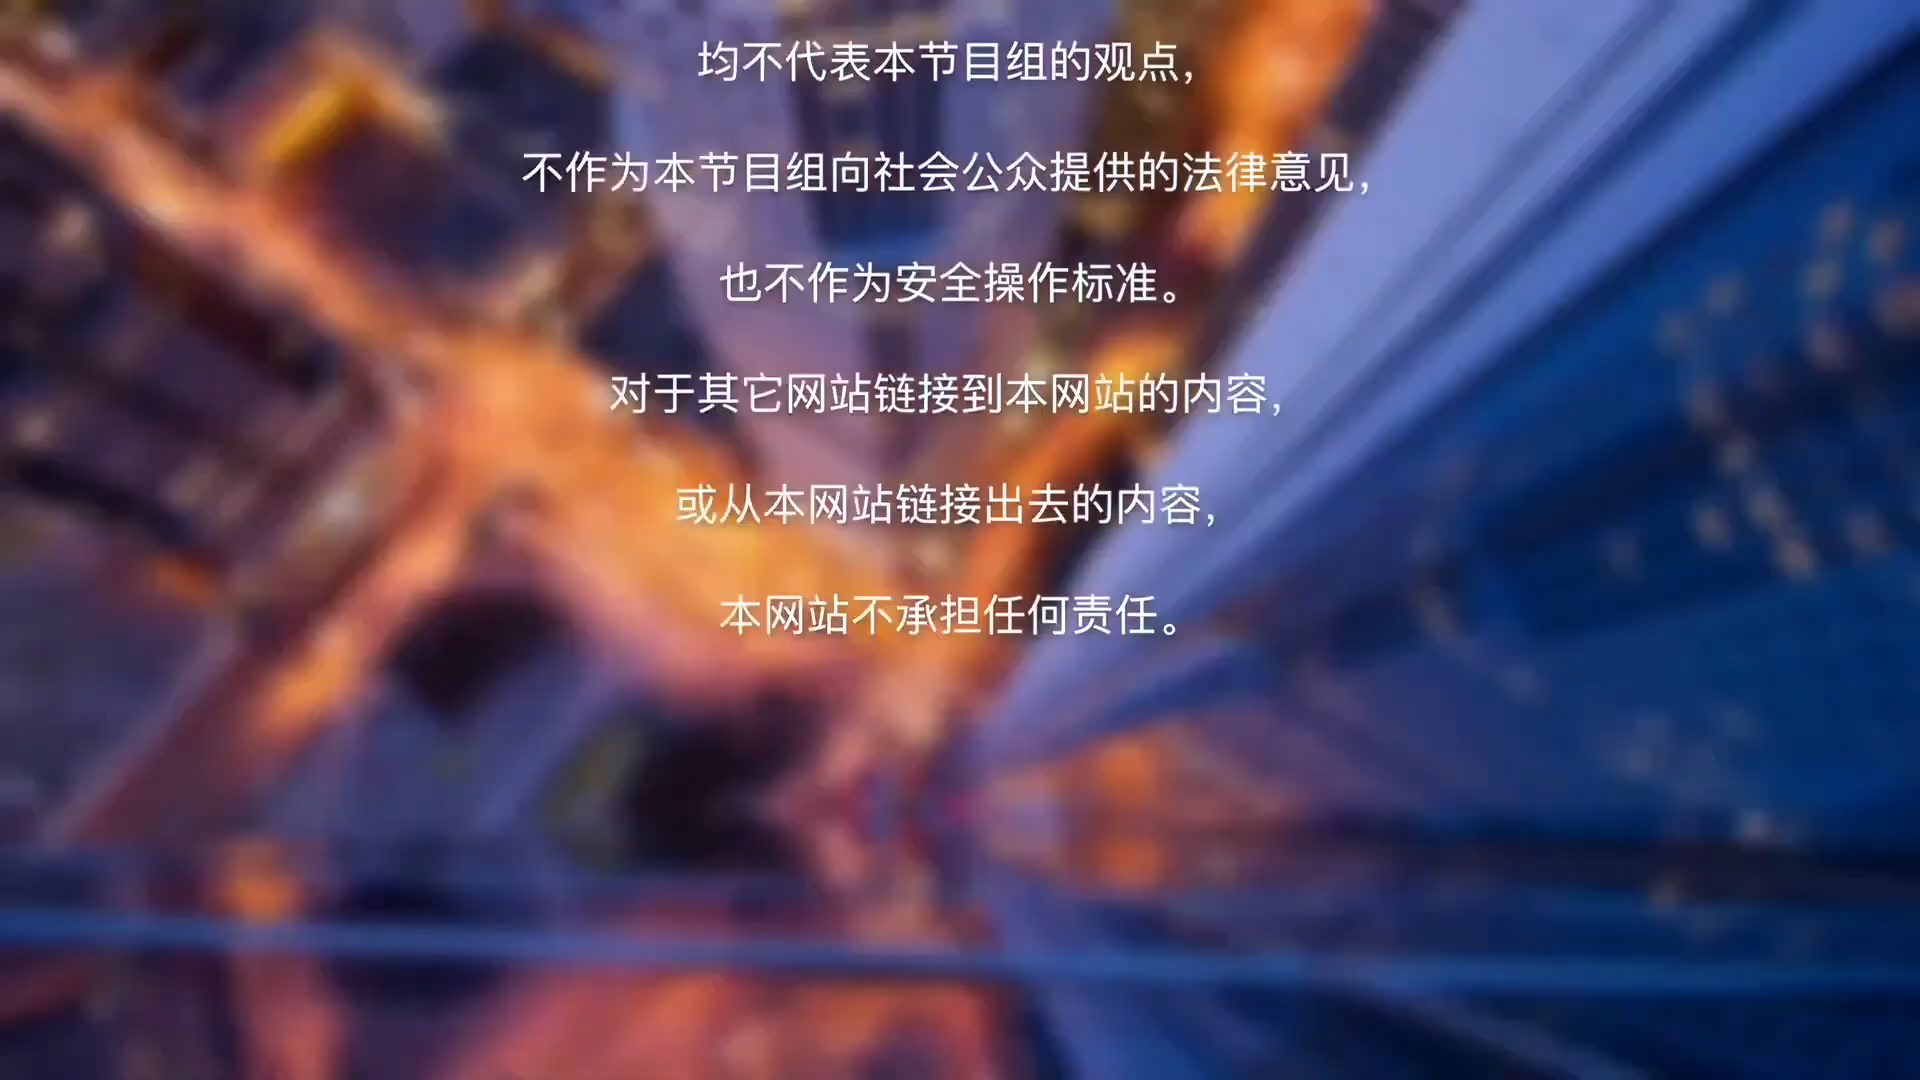 均不代表本节目组的观点，
不作为本节目组向社会公众提供的法律意见，
也不作为安全操作标准。
对于其它网站链接到本网站的内容，
或从本网站链接出去的内容，
本网站不承担任何责任。